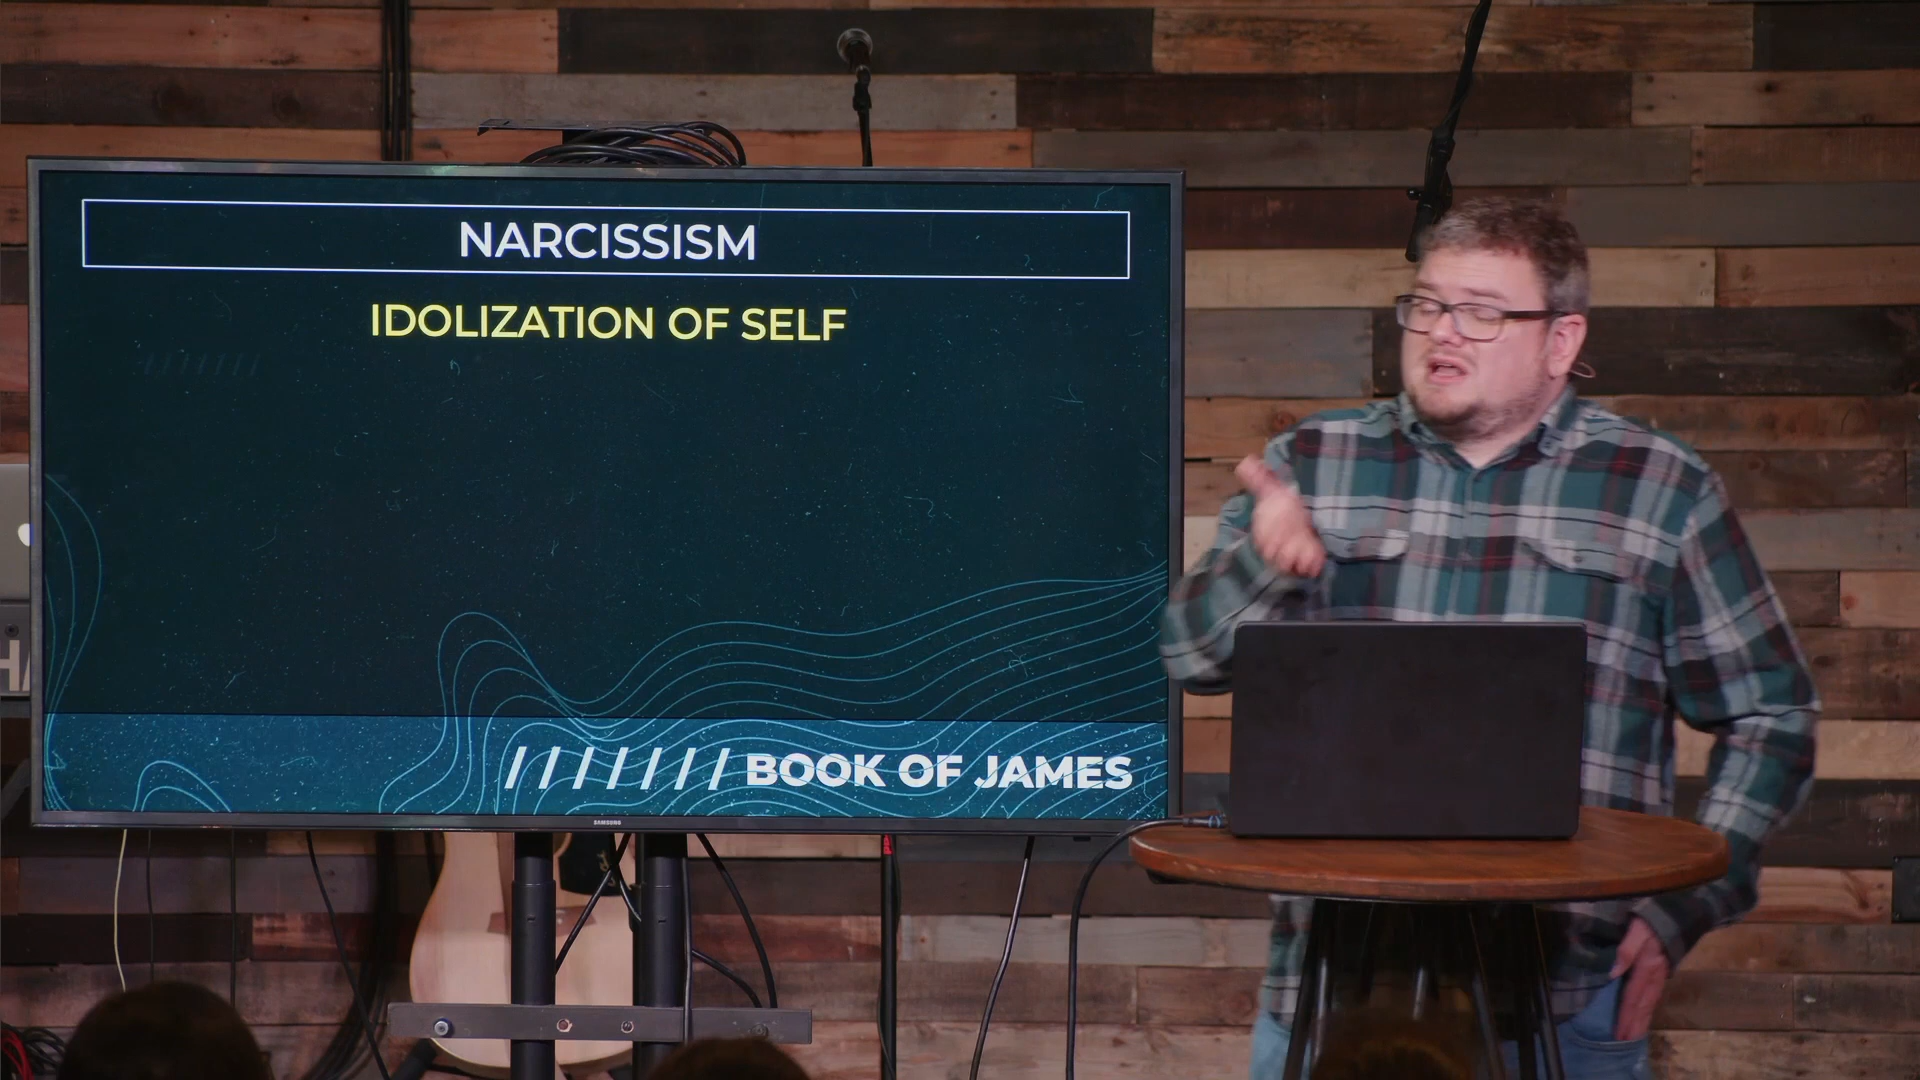 NARCISSISM
IDOLIZATION OF SELF
/////// BOOK OF JAMES
SAMSUNG